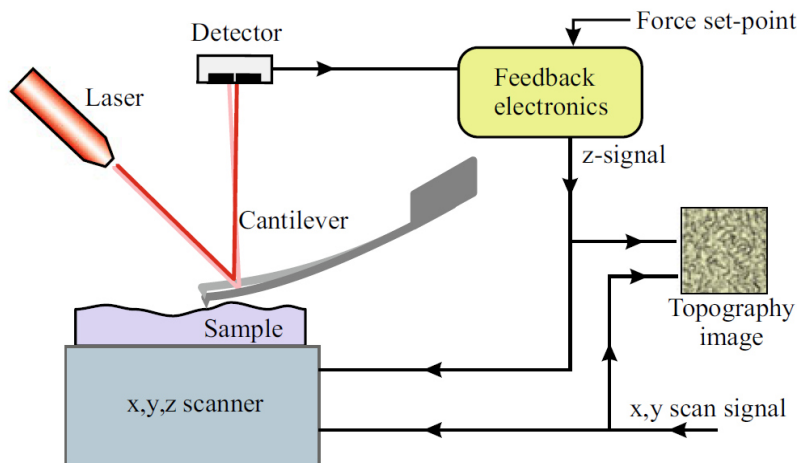 Force set-point
Detector
Feedback
electronics
Laser
z-signal
Cantilever
Sample
Topography
image
x,y,z scanner
x,y scan signal